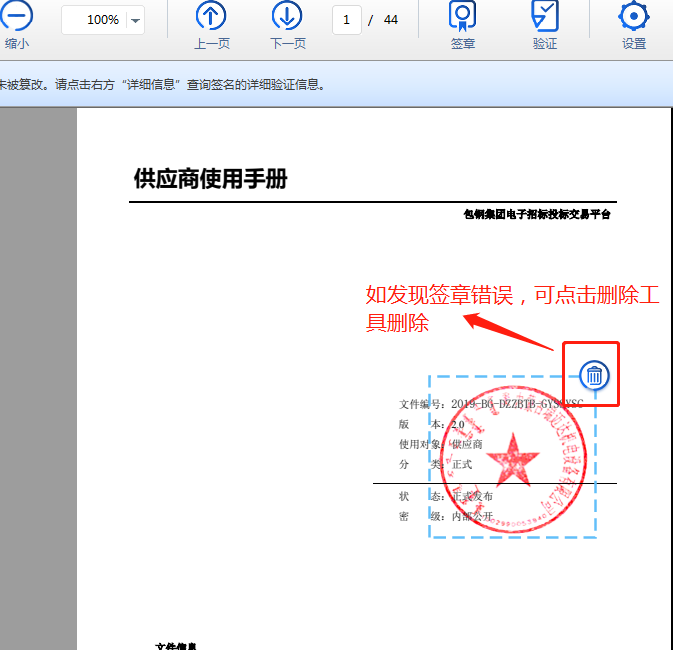 缩小
100%
上一页
下一页
1 / 44
签章
验证
设置
未被篡改。请点击右方“详细信息”查询签名的详细验证信息。
供应商使用手册
包钢集团电子招标投标交易平台
如发现签章错误，可点击删除工
具删除
文件编号：2019-BG-DZZBTB-GYSSYSC
版 本：2.0
使用对象：供应商
分 类：正式
状 态：正式发布
密 级：内部公开
文件信息